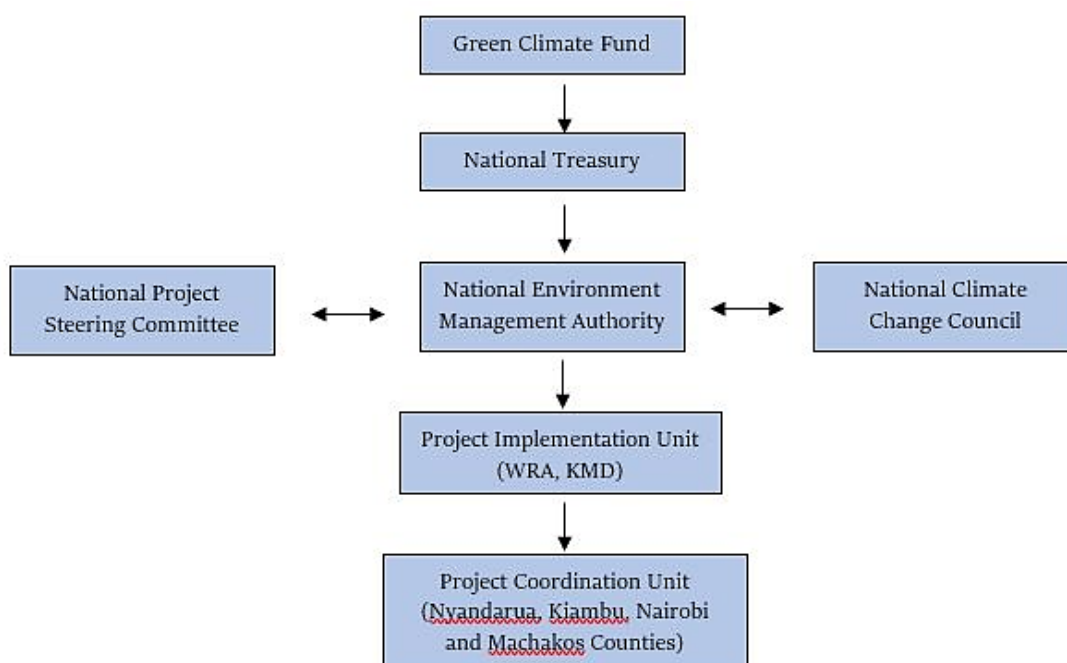 Green Climate Fund
National Treasury
National Project
Steering Committee
National Environment
Management Authority
National Climate
Change Council
Project Implementation Unit
(WRA, KMD)
Project Coordination Unit
(Nyandarua, Kiambu, Nairobi
and Machakos Counties)